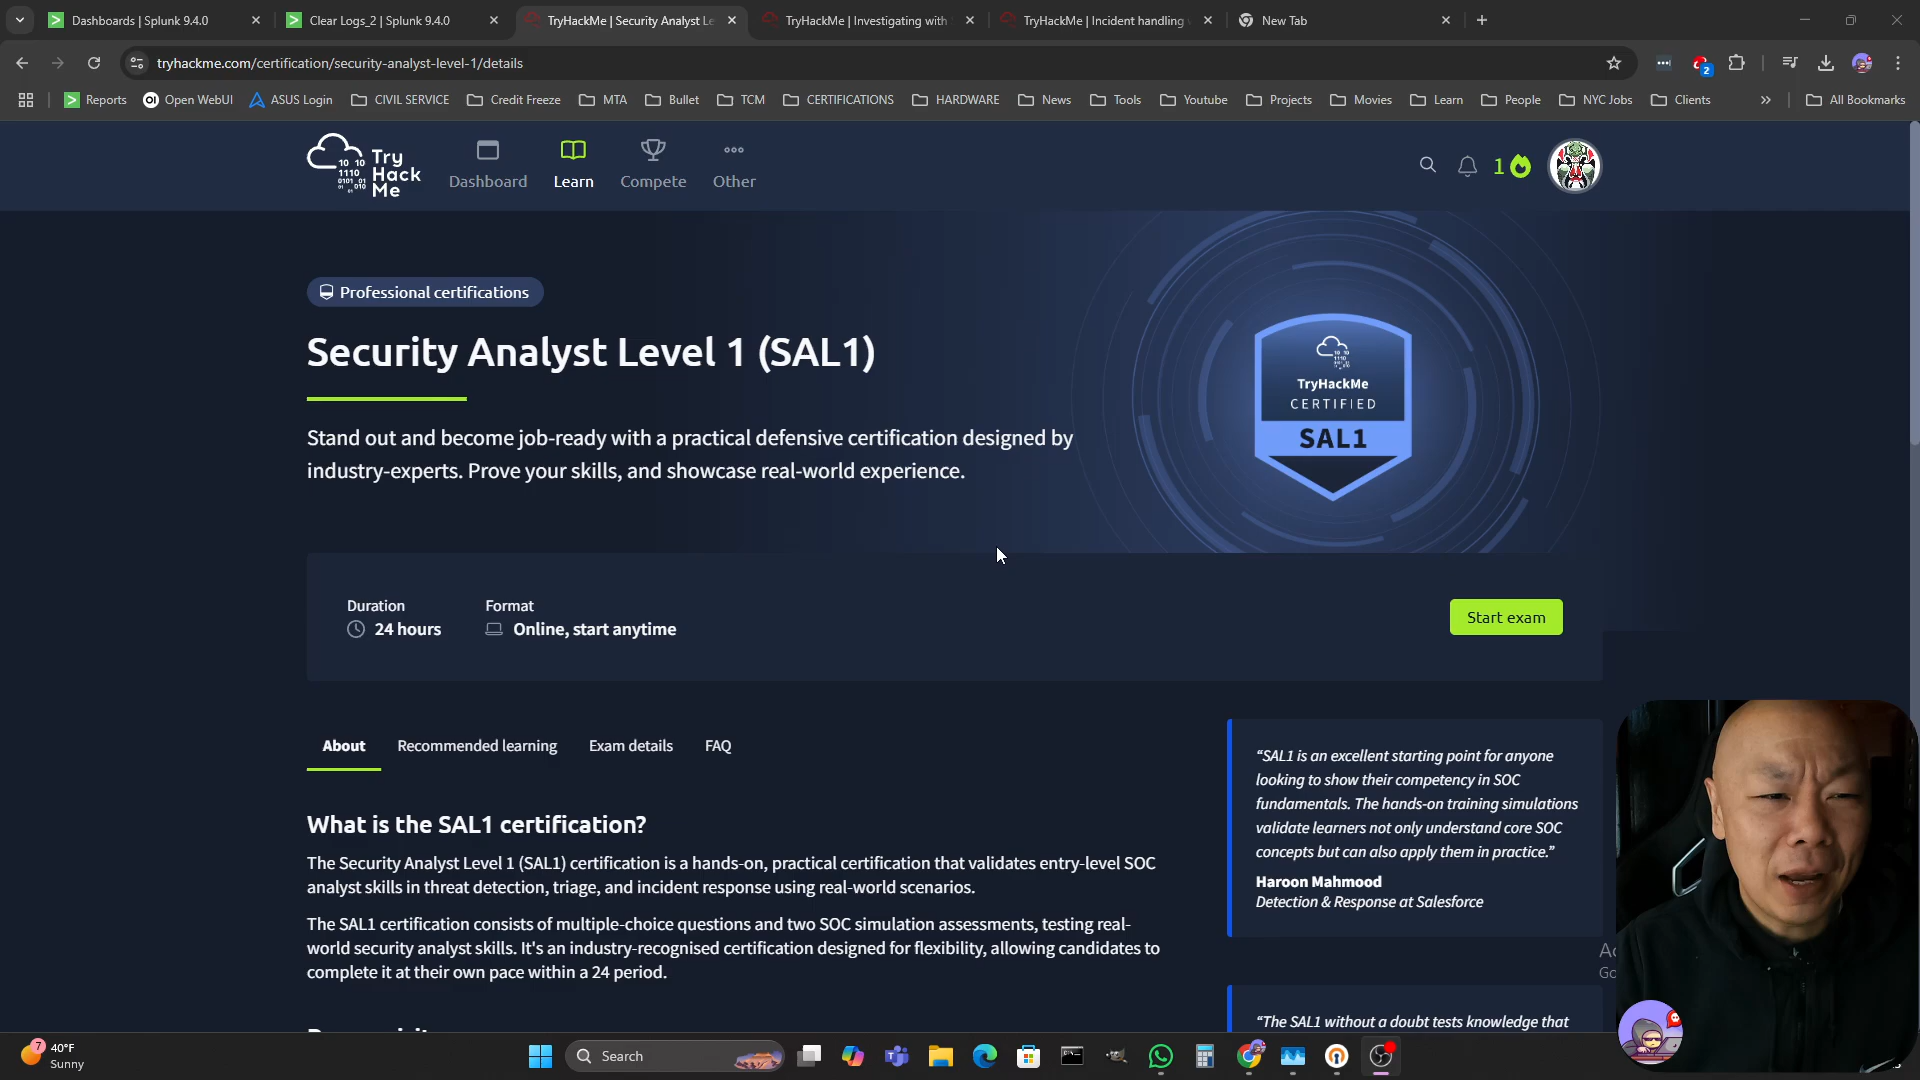 Dashboards | Splunk 9.4.0
Clear Logs_2 | Splunk 9.4.0
TryHackMe | Security Analyst Le
TryHackMe | Investigating with
TryHackMe | Incident handling
New Tab
tryhackme.com/certification/security-analyst-level-1/details
2
Reports
Open WebUI
ASUS Login
CIVIL SERVICE
Credit Freeze
MTA
Bullet
TCM
CERTIFICATIONS
HARDWARE
News
Tools
Youtube
Projects
Movies
Learn
People
NYC Jobs
Clients
All Bookmarks
Try
Hack
Me
Dashboard
Learn
Compete
Other
1
Professional certifications
Security Analyst Level 1 (SAL1)
Stand out and become job-ready with a practical defensive certification designed by
industry-experts. Prove your skills, and showcase real-world experience.
TryHackMe
CERTIFIED
SAL1
Duration
24 hours
Format
Online, start anytime
Start exam
About
Recommended learning
Exam details
FAQ
What is the SAL1 certification?
The Security Analyst Level 1 (SAL1) certification is a hands-on, practical certification that validates entry-level SOC
analyst skills in threat detection, triage, and incident response using real-world scenarios.
The SAL1 certification consists of multiple-choice questions and two SOC simulation assessments, testing real-
world security analyst skills. It's an industry-recognised certification designed for flexibility, allowing candidates to
complete it at their own pace within a 24 period.
“SAL1 is an excellent starting point for anyone
looking to show their competency in SOC
fundamentals. The hands-on training simulations
validate learners not only understand core SOC
concepts but can also apply them in practice.”
Haroon Mahmood
Detection & Response at Salesforce
“The SAL1 without a doubt tests knowledge that
7
40°F
Sunny
Search